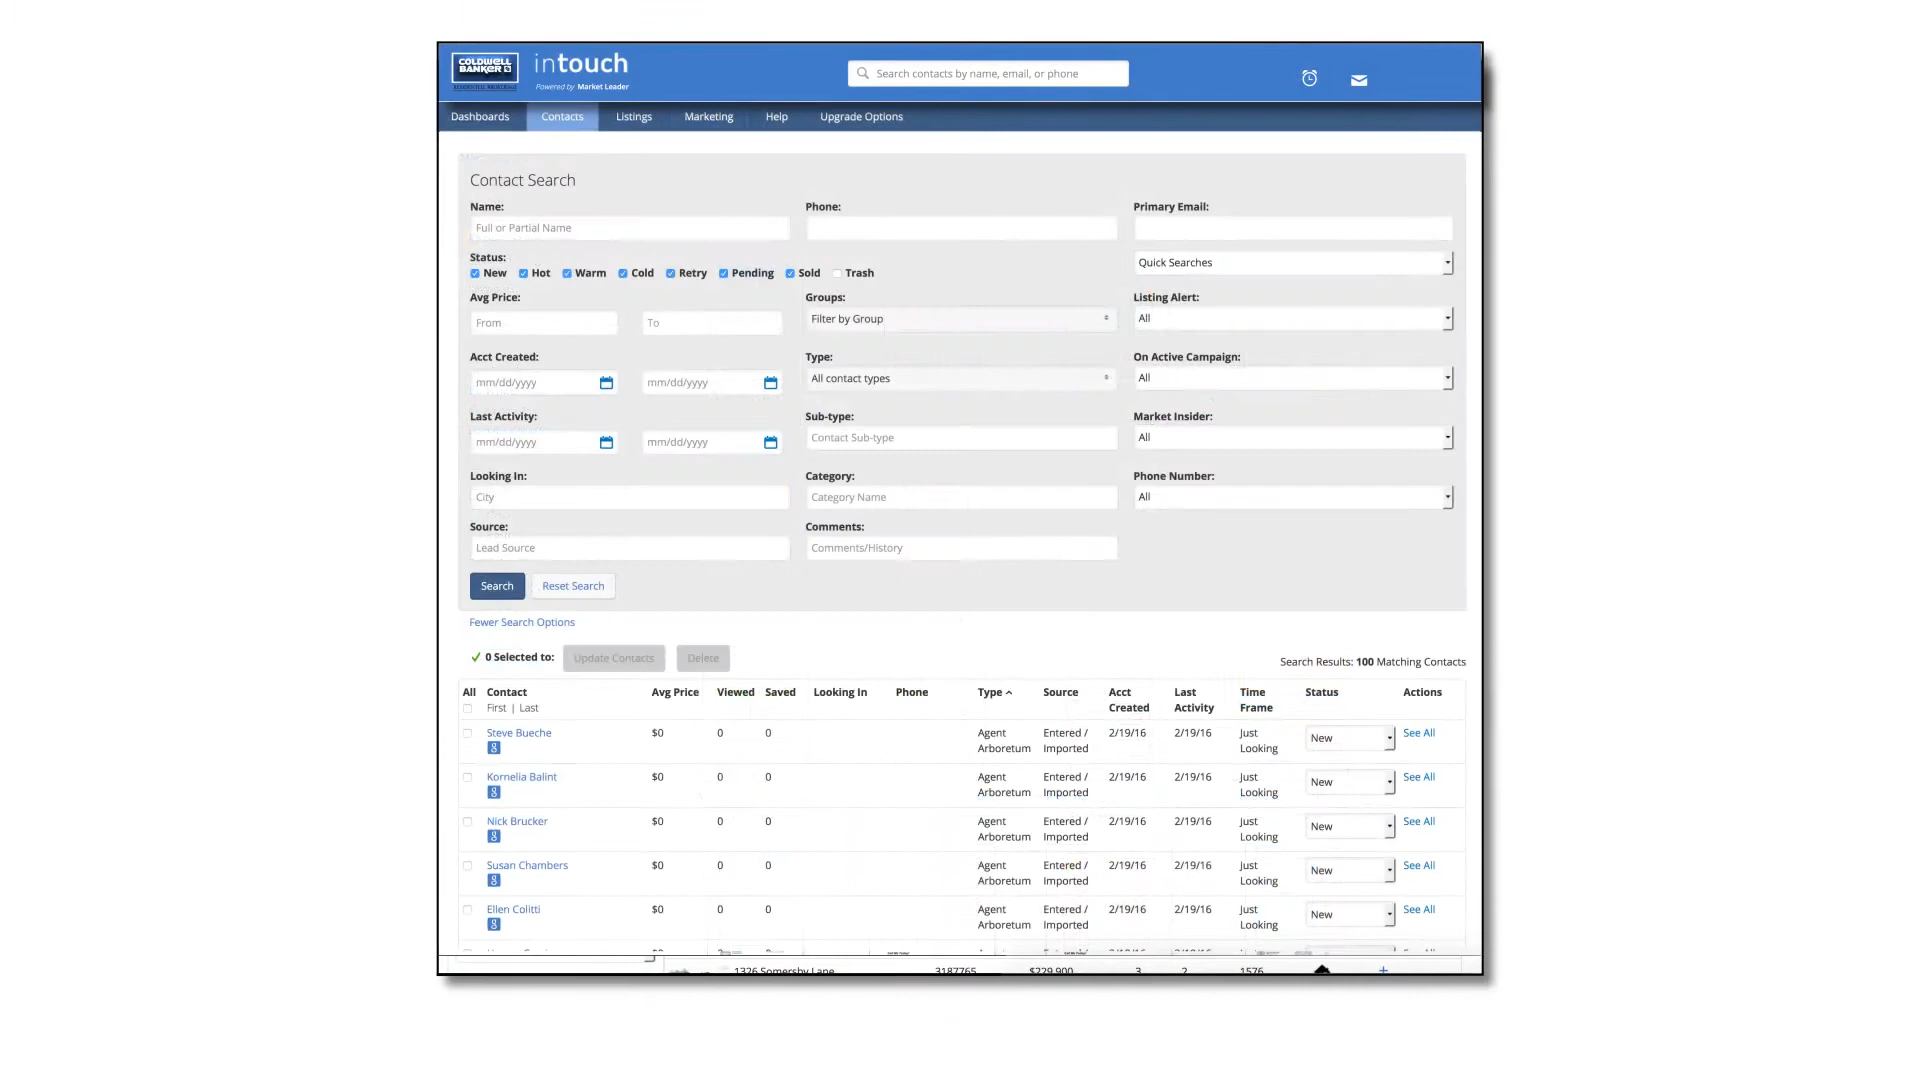 COLDWELL BANKER
RESIDENTIAL BROKERAGE
intouch
Powered by Market Leader
Search contacts by name, email, or phone
Dashboards Contacts Listings Marketing Help Upgrade Options
Contact Search
Name: Phone: Primary Email:
Full or Partial Name
Status:
New Hot Warm Cold Retry Pending Sold Trash
Quick Searches
Avg Price: Groups: Listing Alert:
From To Filter by Group All
Acct Created: Type: On Active Campaign:
mm/dd/yyyy mm/dd/yyyy All contact types All
Last Activity: Sub-type: Market Insider:
mm/dd/yyyy mm/dd/yyyy Contact Sub-type All
Looking In: Category: Phone Number:
City Category Name All
Source: Comments:
Lead Source Comments/History
Search Reset Search
Fewer Search Options
0 Selected to: Update Contacts Delete
Search Results: 100 Matching Contacts
All Contact Avg Price Viewed Saved Looking In Phone Type Source Acct Last Time Status Actions
First | Last Created Activity Frame
Steve Bueche $0 0 0 Agent Entered / 2/19/16 2/19/16 Just New See All
8 Arboretum Imported Looking
Kornelia Balint $0 0 0 Agent Entered / 2/19/16 2/19/16 Just New See All
8 Arboretum Imported Looking
Nick Brucker $0 0 0 Agent Entered / 2/19/16 2/19/16 Just New See All
8 Arboretum Imported Looking
Susan Chambers $0 0 0 Agent Entered / 2/19/16 2/19/16 Just New See All
8 Arboretum Imported Looking
Ellen Colitti $0 0 0 Agent Entered / 2/19/16 2/19/16 Just New See All
8 Arboretum Imported Looking
1326 Somersby Lane 3187765 $229,900 3 2 1576